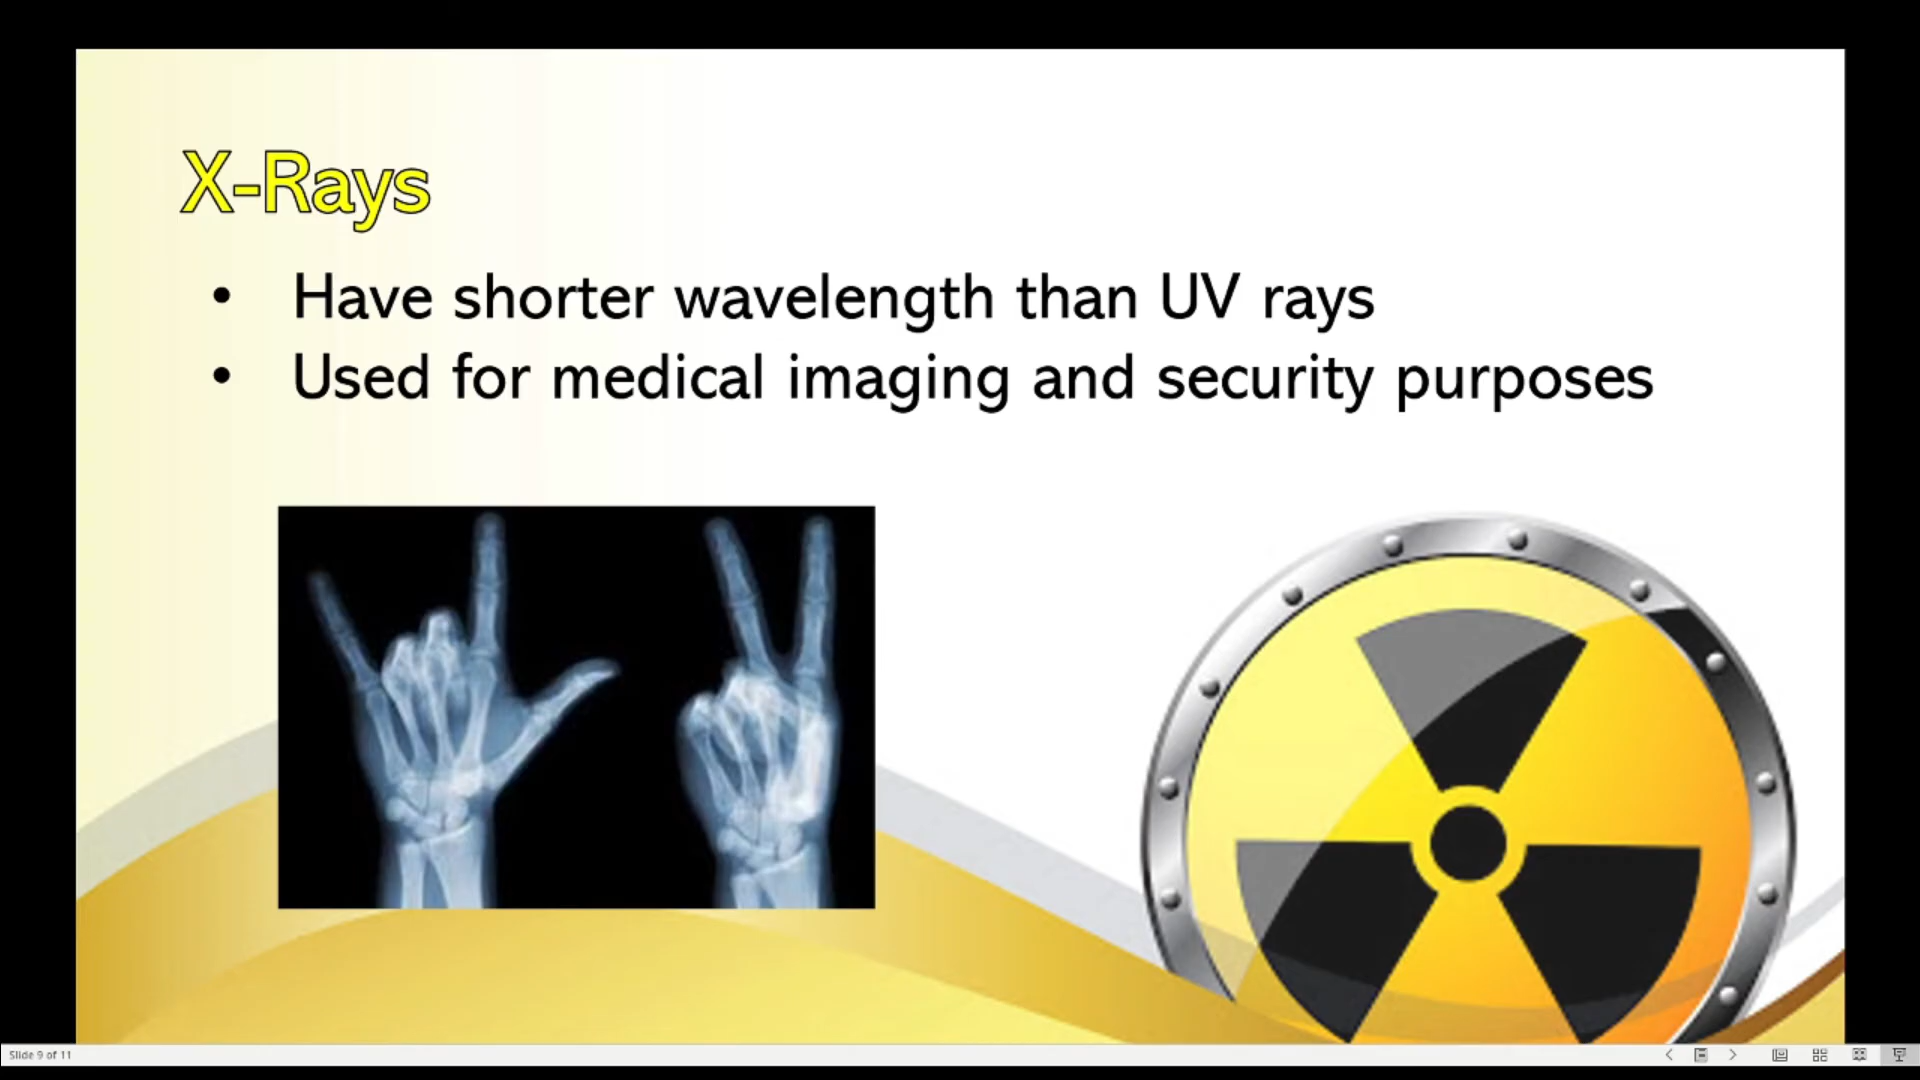 X-Rays
• Have shorter wavelength than UV rays
• Used for medical imaging and security purposes
Slide 9 of 11